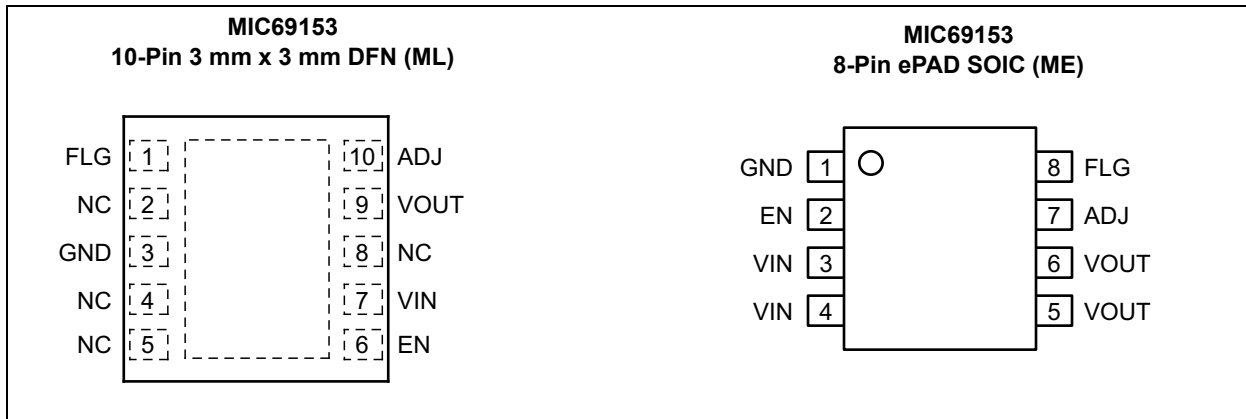 MIC69153
10-Pin 3 mm x 3 mm DFN (ML)
FLG 1 10 ADJ
NC 2 9 VOUT
GND 3 8 NC
NC 4 7 VIN
NC 5 6 EN
MIC69153
8-Pin ePAD SOIC (ME)
GND 1 8 FLG
EN 2 7 ADJ
VIN 3 6 VOUT
VIN 4 5 VOUT